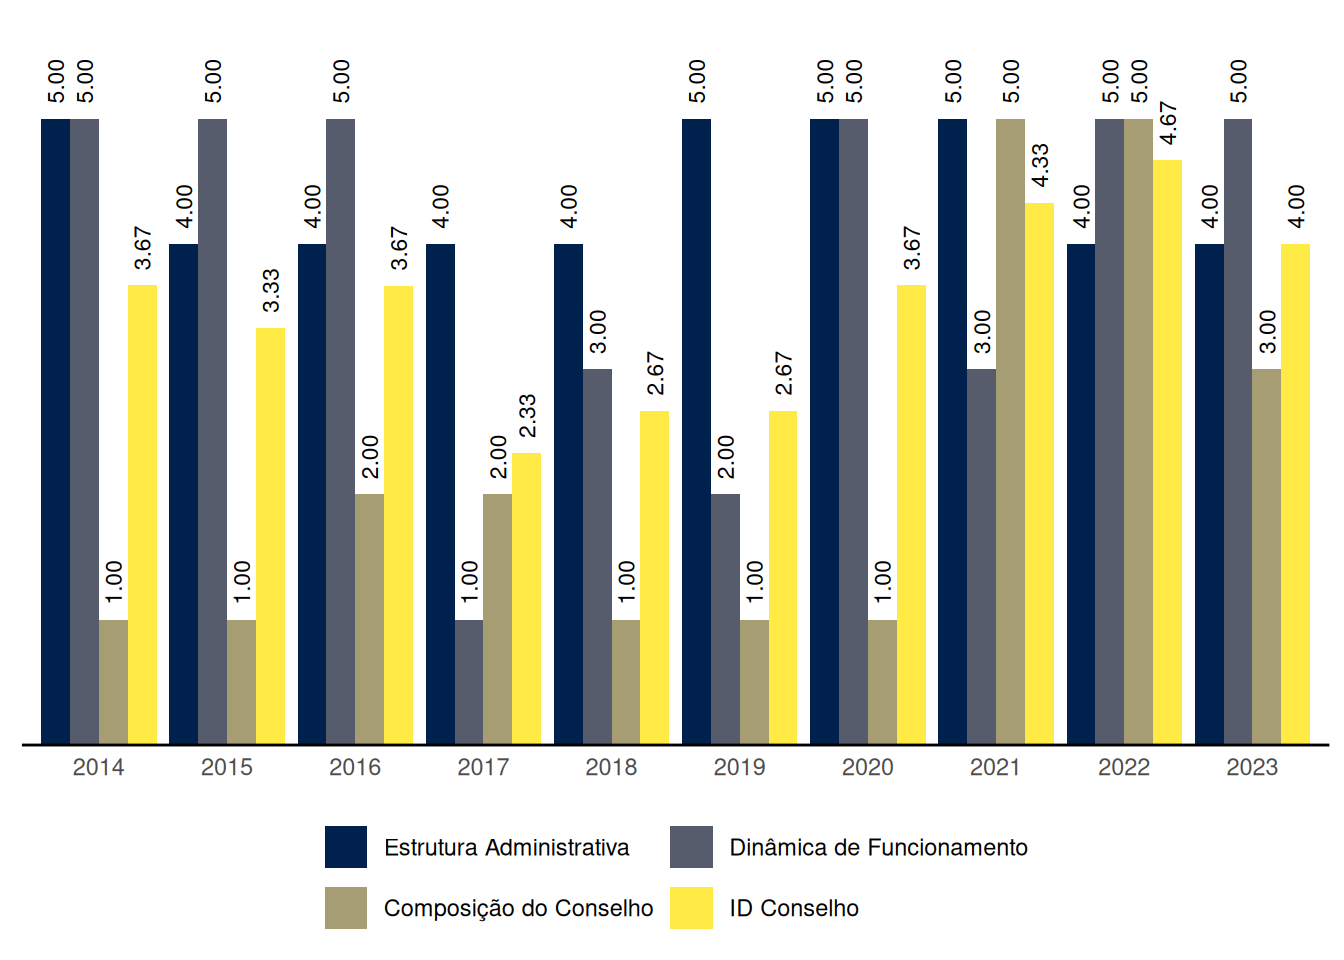 5.00 5.00 1.00 3.67
4.00 5.00 1.00 3.33
4.00 5.00 2.00 3.67
4.00 1.00 2.00 2.33
4.00 3.00 1.00 2.67
5.00 2.00 1.00 2.67
5.00 5.00 1.00 3.67
5.00 3.00 5.00 4.33
4.00 5.00 5.00 4.67
4.00 5.00 3.00 4.00
2014 2015 2016 2017 2018 2019 2020 2021 2022 2023
Estrutura Administrativa Dinâmica de Funcionamento
Composição do Conselho ID Conselho